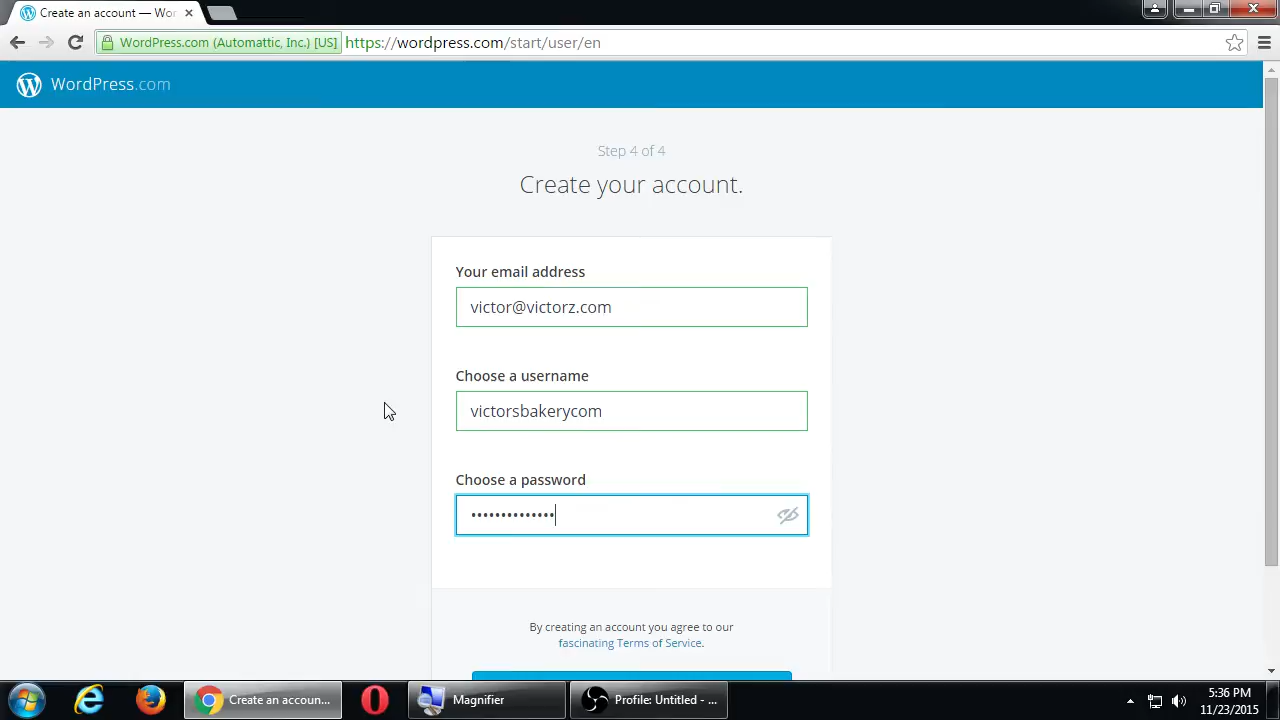 Create an account — Wor
WordPress.com (Automattic, Inc.) [US]
https://wordpress.com/start/user/en
WordPress.com
Step 4 of 4
Create your account.
Your email address
victor@victorz.com
Choose a username
victorsbakerycom
Choose a password
••••••••••••••
By creating an account you agree to our
fascinating Terms of Service.
Create an accoun...
Magnifier
Profile: Untitled - ...
5:36 PM
11/23/2015